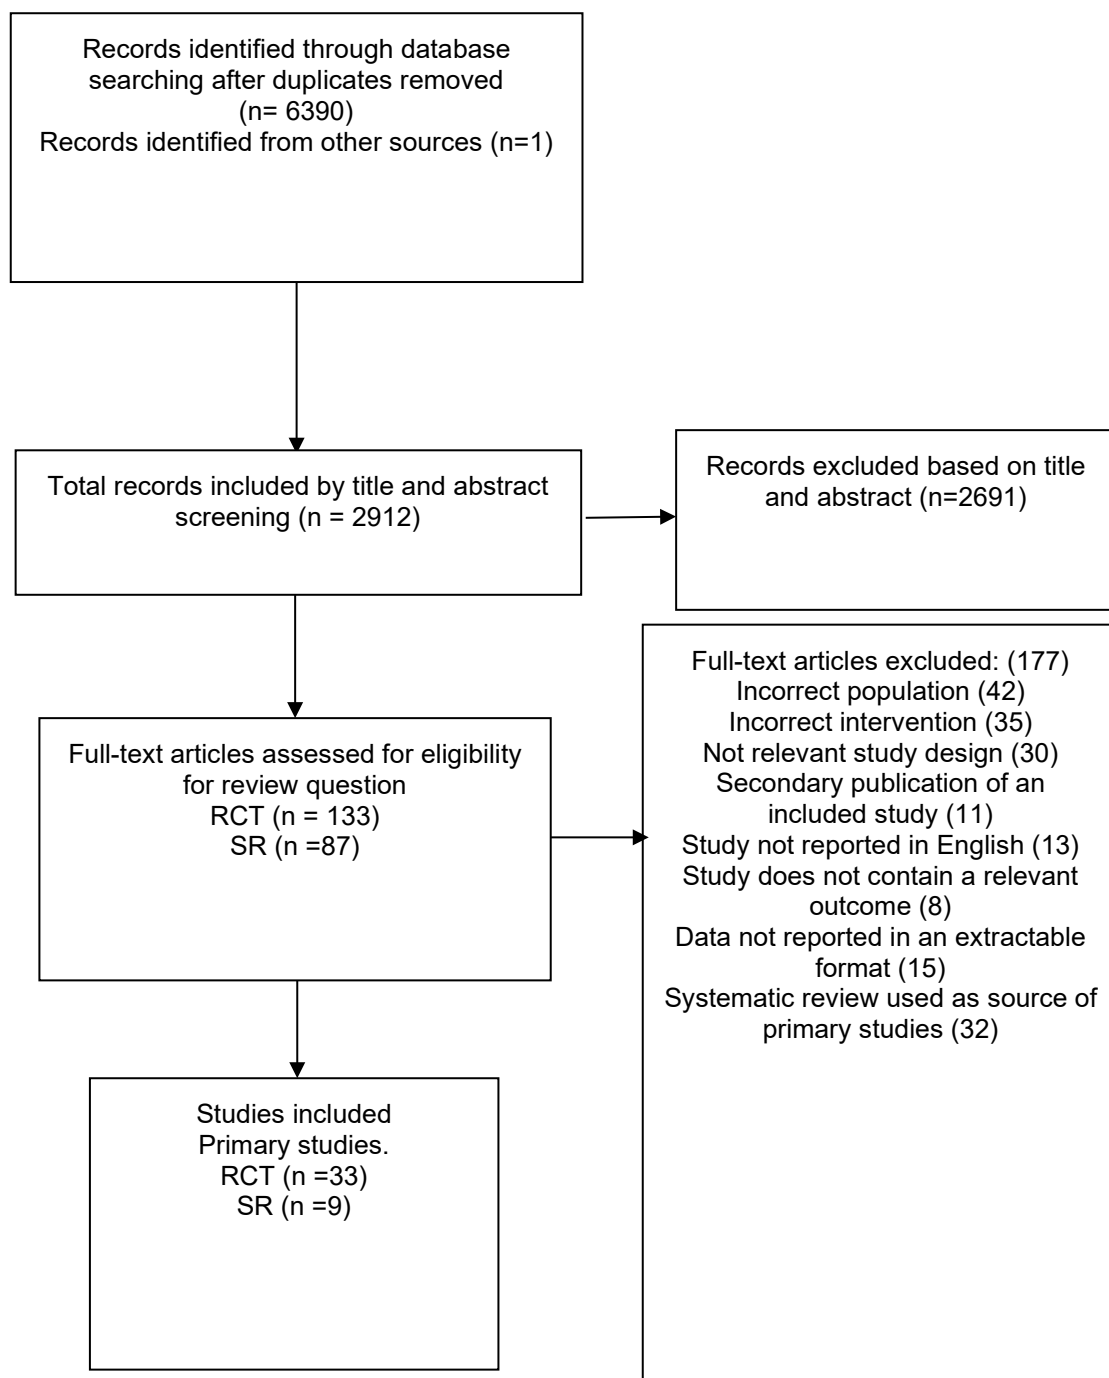 Records identified through database
searching after duplicates removed
(n= 6390)
Records identified from other sources (n=1)
Total records included by title and abstract
screening (n = 2912)
Records excluded based on title
and abstract (n=2691)
Full-text articles assessed for eligibility
for review question
RCT (n = 133)
SR (n =87)
Full-text articles excluded: (177)
Incorrect population (42)
Incorrect intervention (35)
Not relevant study design (30)
Secondary publication of an
included study (11)
Study not reported in English (13)
Study does not contain a relevant
outcome (8)
Data not reported in an extractable
format (15)
Systematic review used as source of
primary studies (32)
Studies included
Primary studies.
RCT (n =33)
SR (n =9)